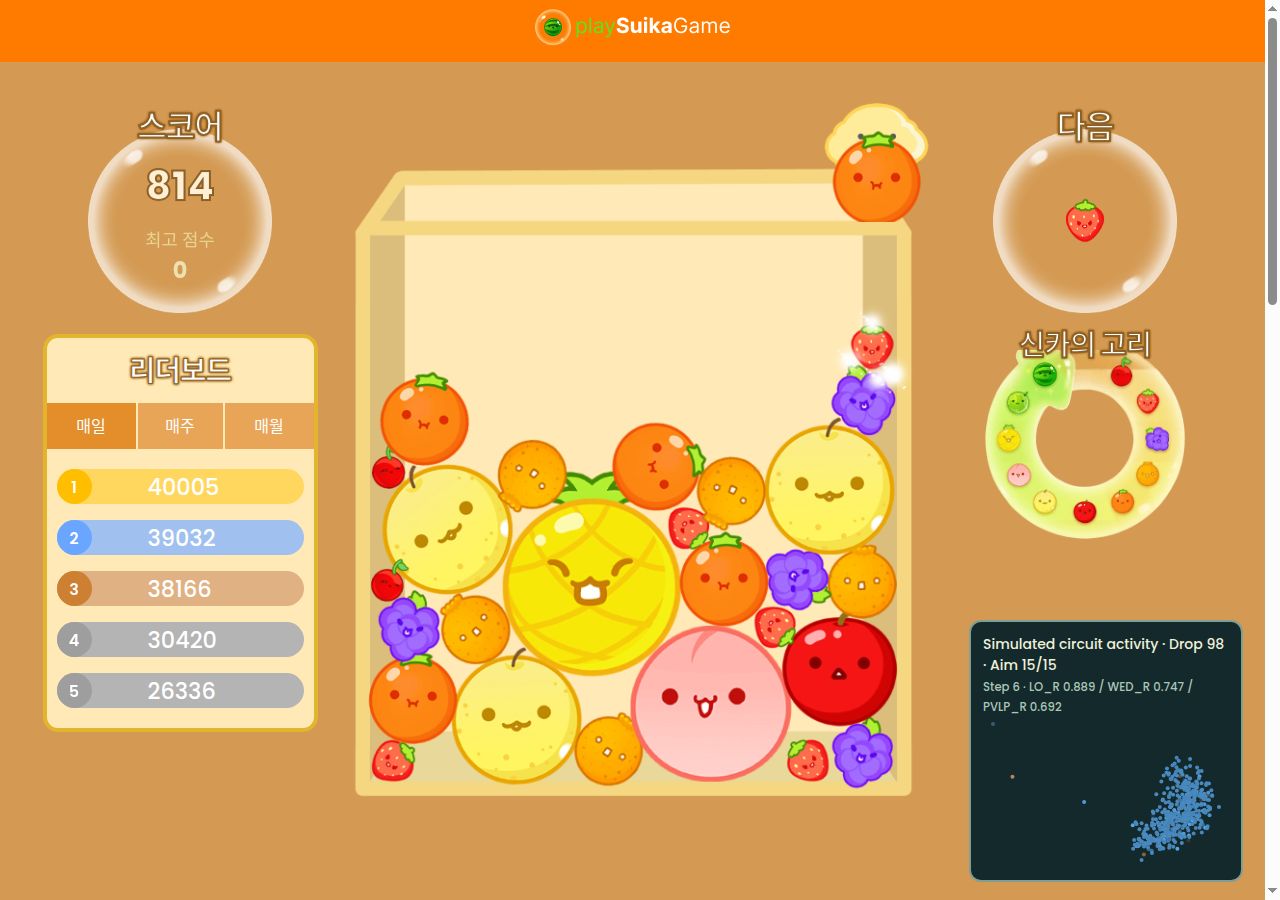 playSuikaGame
스코어
814
최고 점수
0
다음
리더보드
매일
매주
매월
1 40005
2 39032
3 38166
4 30420
5 26336
신카의 고리
Simulated circuit activity · Drop 98
· Aim 15/15
Step 6 · LO_R 0.889 / WED_R 0.747 /
PVLP_R 0.692